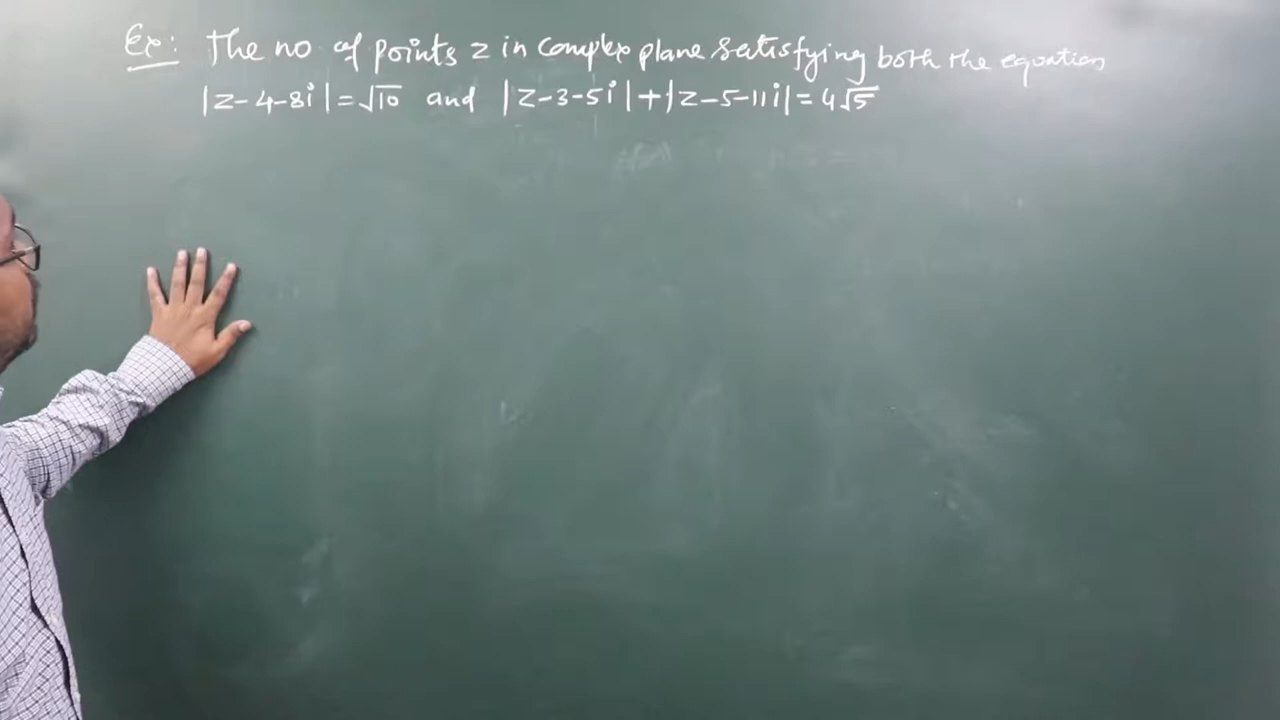 Ex: The no of points z in complex plane satisfying both the equation
|z-4-8i|=√10 and |z-3-5i|+|z-5-11i|=4√5